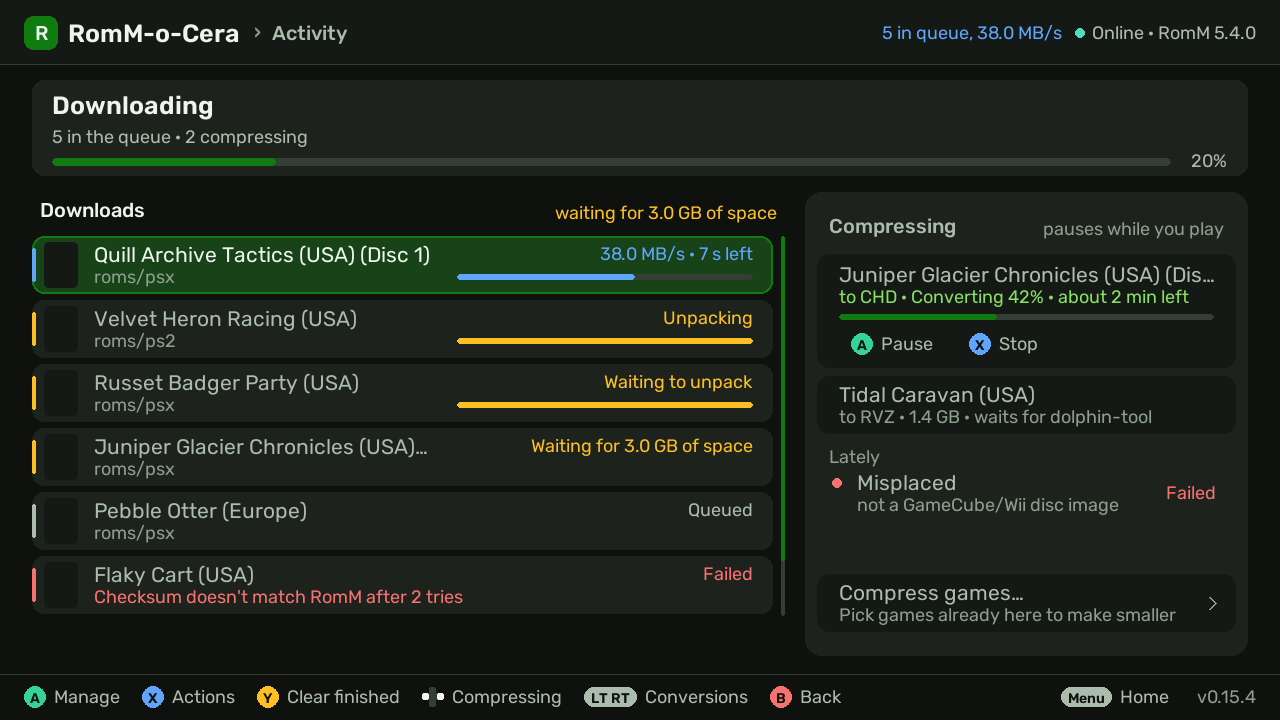 R RomM-o-Cera › Activity
5 in queue, 38.0 MB/s
Online • RomM 5.4.0
Downloading
5 in the queue • 2 compressing
20%
Downloads
waiting for 3.0 GB of space
Quill Archive Tactics (USA) (Disc 1)
38.0 MB/s • 7 s left
roms/psx
Velvet Heron Racing (USA)
Unpacking
roms/ps2
Russet Badger Party (USA)
Waiting to unpack
roms/psx
Juniper Glacier Chronicles (USA)…
Waiting for 3.0 GB of space
roms/psx
Pebble Otter (Europe)
Queued
roms/psx
Flaky Cart (USA)
Failed
Checksum doesn't match RomM after 2 tries
Compressing
pauses while you play
Juniper Glacier Chronicles (USA) (Dis…
to CHD • Converting 42% • about 2 min left
A Pause
X Stop
Tidal Caravan (USA)
to RVZ • 1.4 GB • waits for dolphin-tool
Lately
Misplaced
Failed
not a GameCube/Wii disc image
Compress games…
Pick games already here to make smaller
A Manage
X Actions
Y Clear finished
Compressing
LT RT Conversions
B Back
Menu Home
v0.15.4